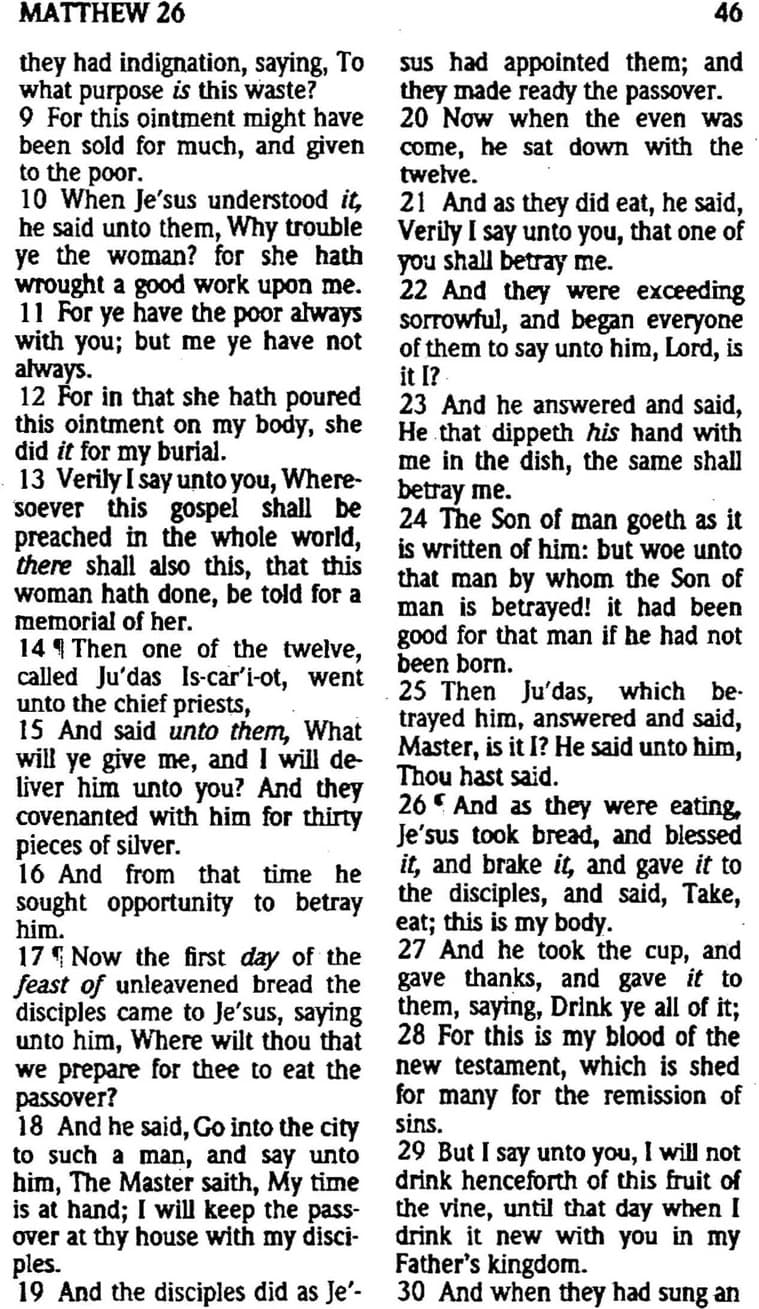 MATTHEW 26
46
they had indignation, saying, To
what purpose is this waste?
9 For this ointment might have
been sold for much, and given
to the poor.
10 When Je′sus understood it,
he said unto them, Why trouble
ye the woman? for she hath
wrought a good work upon me.
11 For ye have the poor always
with you; but me ye have not
always.
12 For in that she hath poured
this ointment on my body, she
did it for my burial.
13 Verily I say unto you, Where-
soever this gospel shall be
preached in the whole world,
there shall also this, that this
woman hath done, be told for a
memorial of her.
14 ¶ Then one of the twelve,
called Ju′das Is-car′i-ot, went
unto the chief priests,
15 And said unto them, What
will ye give me, and I will de-
liver him unto you? And they
covenanted with him for thirty
pieces of silver.
16 And from that time he
sought opportunity to betray
him.
17 ¶ Now the first day of the
feast of unleavened bread the
disciples came to Je′sus, saying
unto him, Where wilt thou that
we prepare for thee to eat the
passover?
18 And he said, Go into the city
to such a man, and say unto
him, The Master saith, My time
is at hand; I will keep the pass-
over at thy house with my disci-
ples.
19 And the disciples did as Je′-
sus had appointed them; and
they made ready the passover.
20 Now when the even was
come, he sat down with the
twelve.
21 And as they did eat, he said,
Verily I say unto you, that one of
you shall betray me.
22 And they were exceeding
sorrowful, and began everyone
of them to say unto him, Lord, is
it I?
23 And he answered and said,
He that dippeth his hand with
me in the dish, the same shall
betray me.
24 The Son of man goeth as it
is written of him: but woe unto
that man by whom the Son of
man is betrayed! it had been
good for that man if he had not
been born.
25 Then Ju′das, which be-
trayed him, answered and said,
Master, is it I? He said unto him,
Thou hast said.
26 ¶ And as they were eating,
Je′sus took bread, and blessed
it, and brake it, and gave it to
the disciples, and said, Take,
eat; this is my body.
27 And he took the cup, and
gave thanks, and gave it to
them, saying, Drink ye all of it;
28 For this is my blood of the
new testament, which is shed
for many for the remission of
sins.
29 But I say unto you, I will not
drink henceforth of this fruit of
the vine, until that day when I
drink it new with you in my
Father's kingdom.
30 And when they had sung an